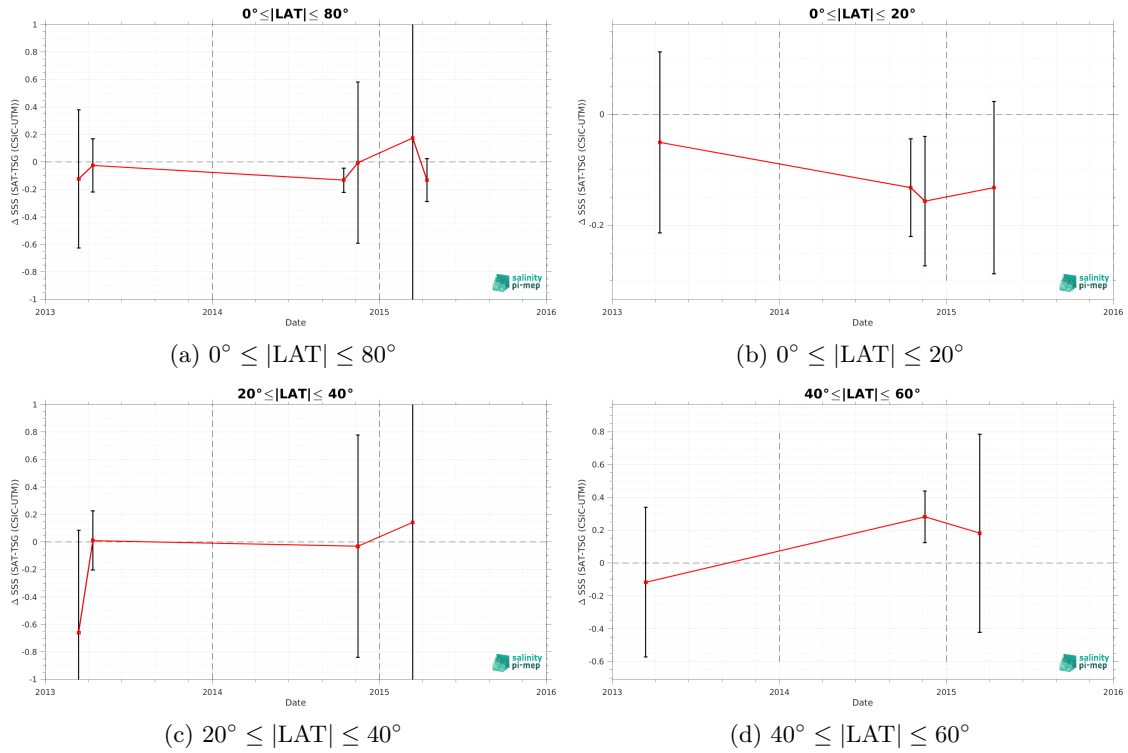 0°≤|LAT|≤ 80°
1
0.8
0.6
0.4
0.2
0
-0.2
-0.4
-0.6
-0.8
-1
Δ SSS (SAT-TSG (CSIC-UTM))
2013
2014
2015
2016
Date
salinity
pi-mep
(a) 0° ≤ |LAT| ≤ 80°
0°≤|LAT|≤ 20°
0
-0.2
Δ SSS (SAT-TSG (CSIC-UTM))
2013
2014
2015
2016
Date
salinity
pi-mep
(b) 0° ≤ |LAT| ≤ 20°
20°≤|LAT|≤ 40°
1
0.8
0.6
0.4
0.2
0
-0.2
-0.4
-0.6
-0.8
-1
Δ SSS (SAT-TSG (CSIC-UTM))
2013
2014
2015
2016
Date
salinity
pi-mep
(c) 20° ≤ |LAT| ≤ 40°
40°≤|LAT|≤ 60°
0.8
0.6
0.4
0.2
0
-0.2
-0.4
-0.6
Δ SSS (SAT-TSG (CSIC-UTM))
2013
2014
2015
2016
Date
salinity
pi-mep
(d) 40° ≤ |LAT| ≤ 60°